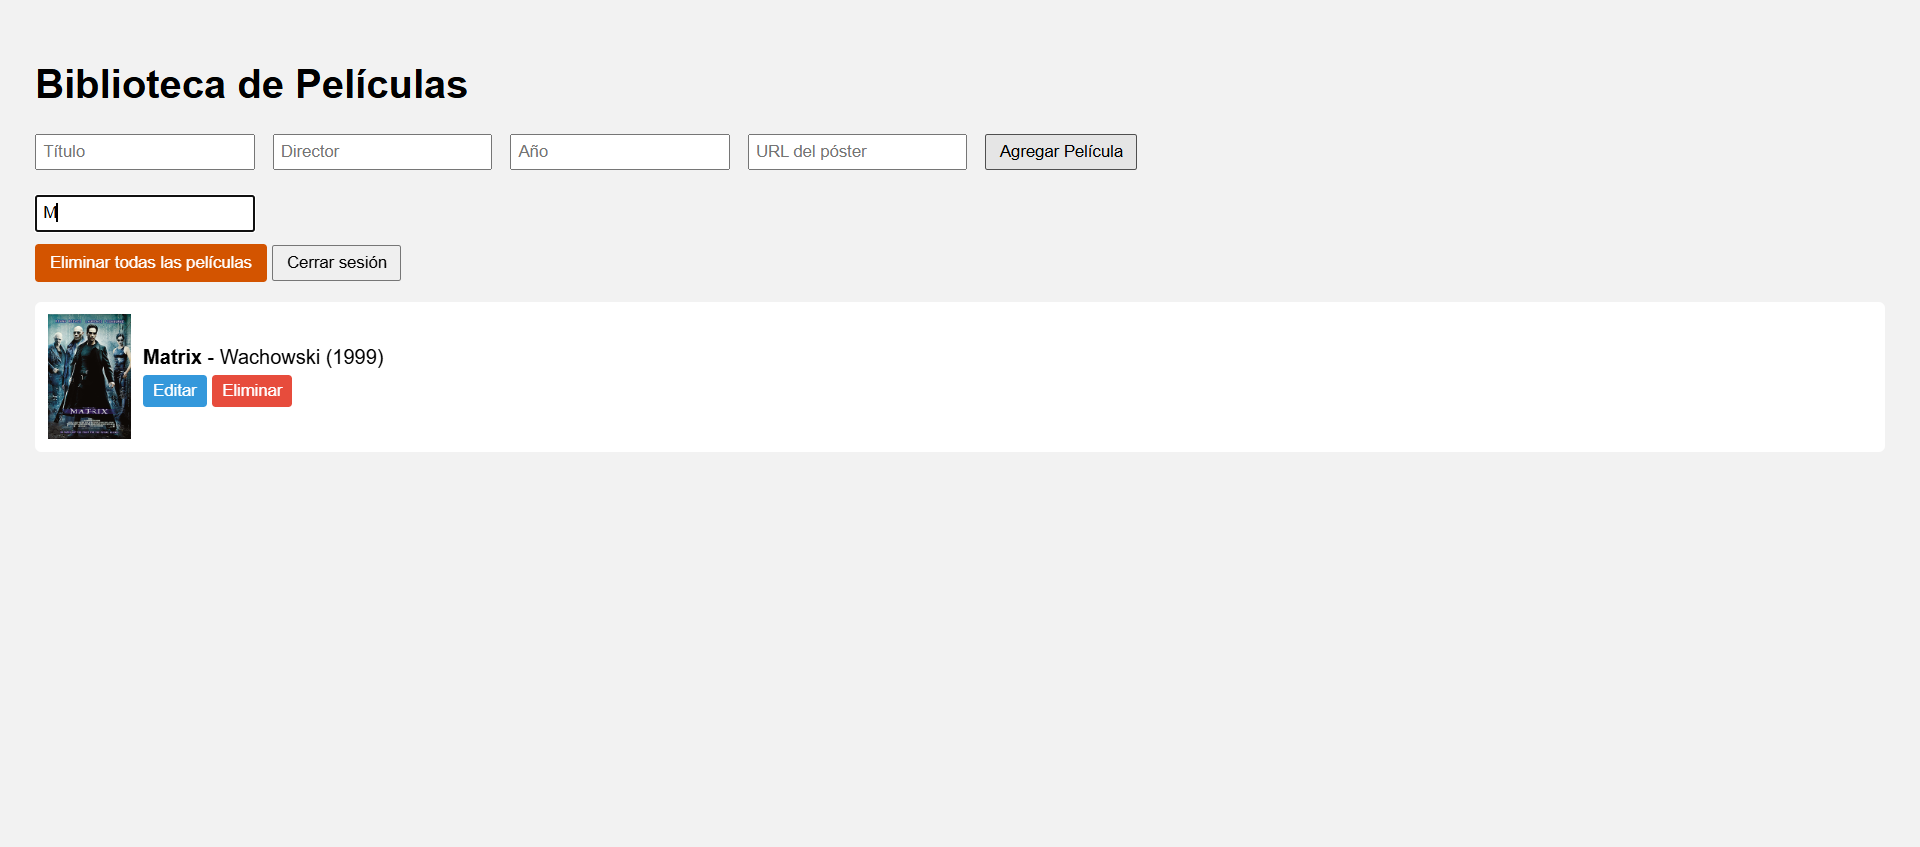 Biblioteca de Películas
Título Director Año URL del póster Agregar Película
M
Eliminar todas las películas Cerrar sesión
Matrix - Wachowski (1999)
Editar Eliminar
MATRIX